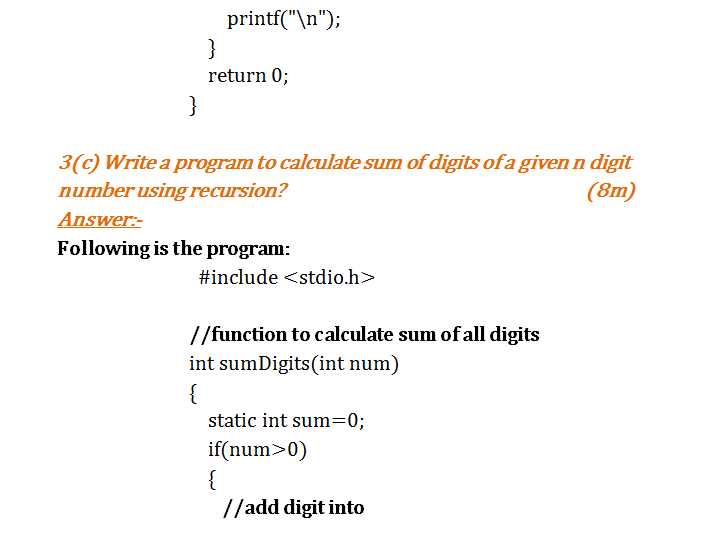 printf("\n");
}
return 0;
}
3(c) Write a program to calculate sum of digits of a given n digit
number using recursion? (8m)
Answer:-
Following is the program:
#include <stdio.h>
//function to calculate sum of all digits
int sumDigits(int num)
{
static int sum=0;
if(num>0)
{
//add digit into